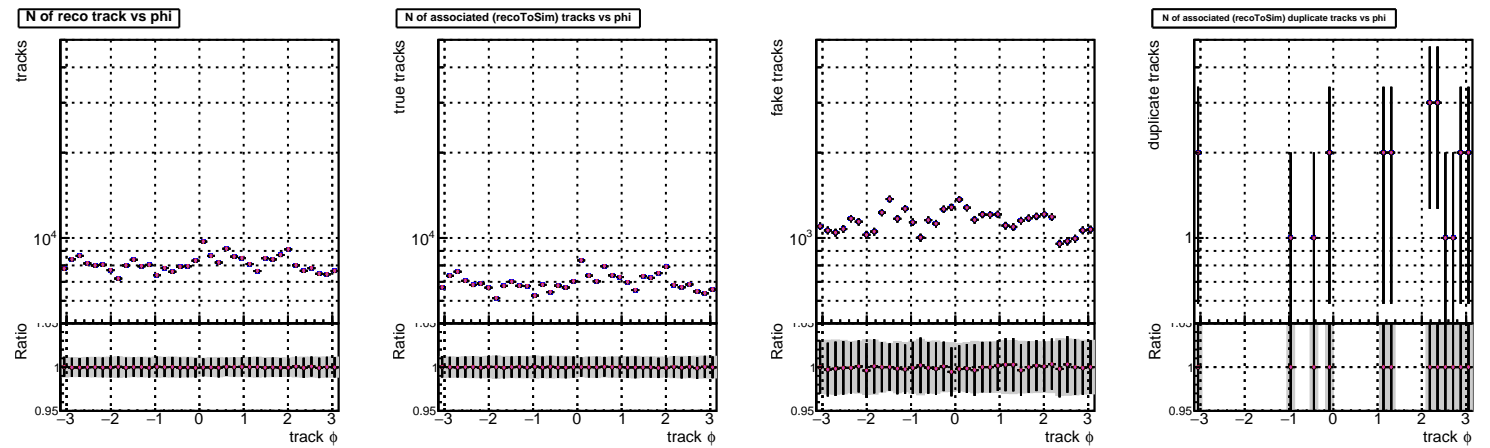 N of reco track vs phi
tracks
10⁴
Ratio
1
0.95
−3 −2 −1 0 1 2 3
track ϕ
N of associated (recoToSim) tracks vs phi
true tracks
10⁴
Ratio
1
0.95
−3 −2 −1 0 1 2 3
track ϕ
fake tracks
10³
Ratio
1
0.95
−3 −2 −1 0 1 2 3
track ϕ
N of associated (recoToSim) duplicate tracks vs phi
duplicate tracks
1
Ratio
1
0.95
−3 −2 −1 0 1 2 3
track ϕ